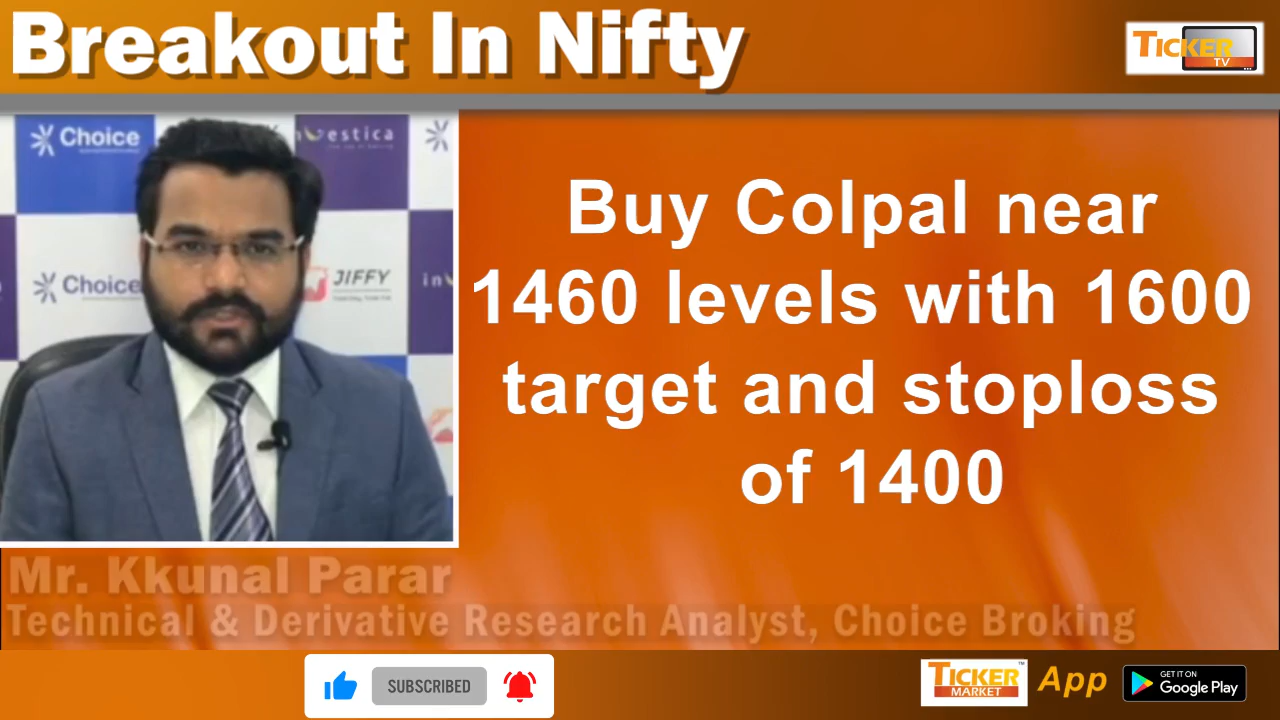 Breakout In Nifty
TICKER
TV
Choice
investica
Choice
JIFFY
inv
Buy Colpal near
1460 levels with 1600
target and stoploss
of 1400
Mr. Kkunal Parar
Technical & Derivative Research Analyst, Choice Broking
SUBSCRIBED
TICKER
MARKET
App
GET IT ON
Google Play